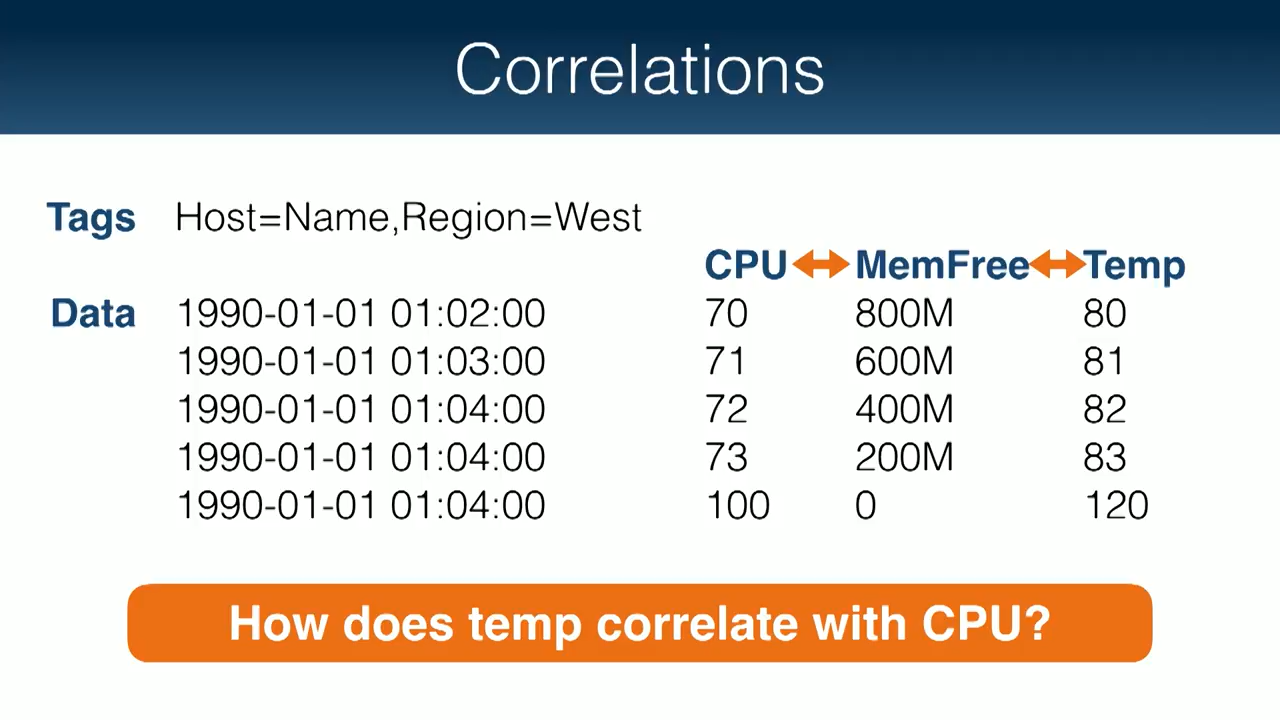 Correlations
Tags Host=Name,Region=West
CPU MemFree Temp
Data 1990-01-01 01:02:00 70 800M 80
1990-01-01 01:03:00 71 600M 81
1990-01-01 01:04:00 72 400M 82
1990-01-01 01:04:00 73 200M 83
1990-01-01 01:04:00 100 0 120
How does temp correlate with CPU?